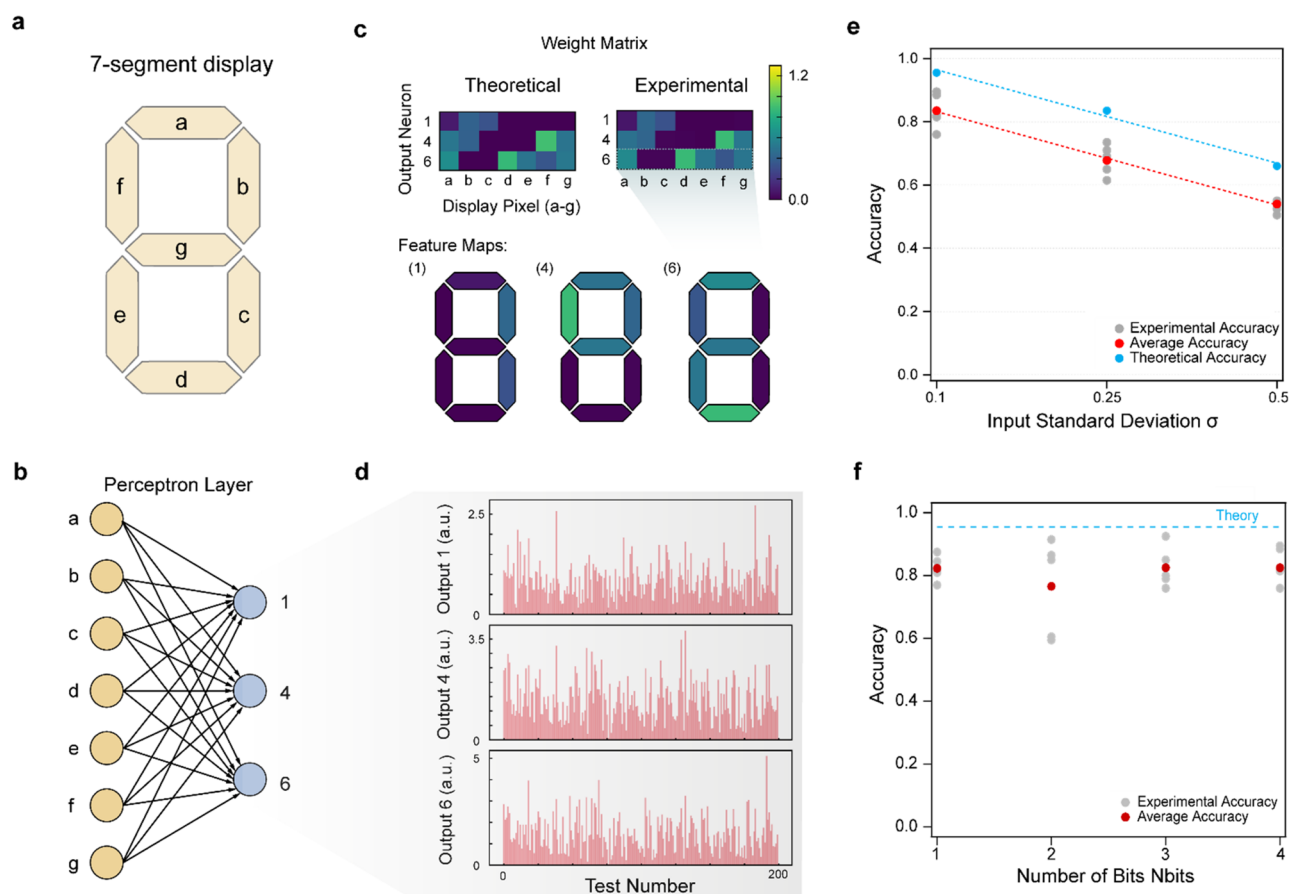 a
7-segment display
a
f
b
g
e
c
d
b
Perceptron Layer
a
b
c
d
e
f
g
1
4
6
c
Weight Matrix
Theoretical
Experimental
Output Neuron
1
4
6
a b c d e f g
1
4
6
a b c d e f g
1.2
0.0
Display Pixel (a-g)
Feature Maps:
(1)
(4)
(6)
d
Output 1 (a.u.)
2.5
0
Output 4 (a.u.)
3.5
0
Output 6 (a.u.)
5
0
0
200
Test Number
e
Accuracy
1.0
0.8
0.6
0.4
0.2
0.0
Experimental Accuracy
Average Accuracy
Theoretical Accuracy
0.1
0.25
0.5
Input Standard Deviation σ
f
Accuracy
1.0
0.8
0.6
0.4
0.2
0.0
Theory
Experimental Accuracy
Average Accuracy
1
2
3
4
Number of Bits Nbits